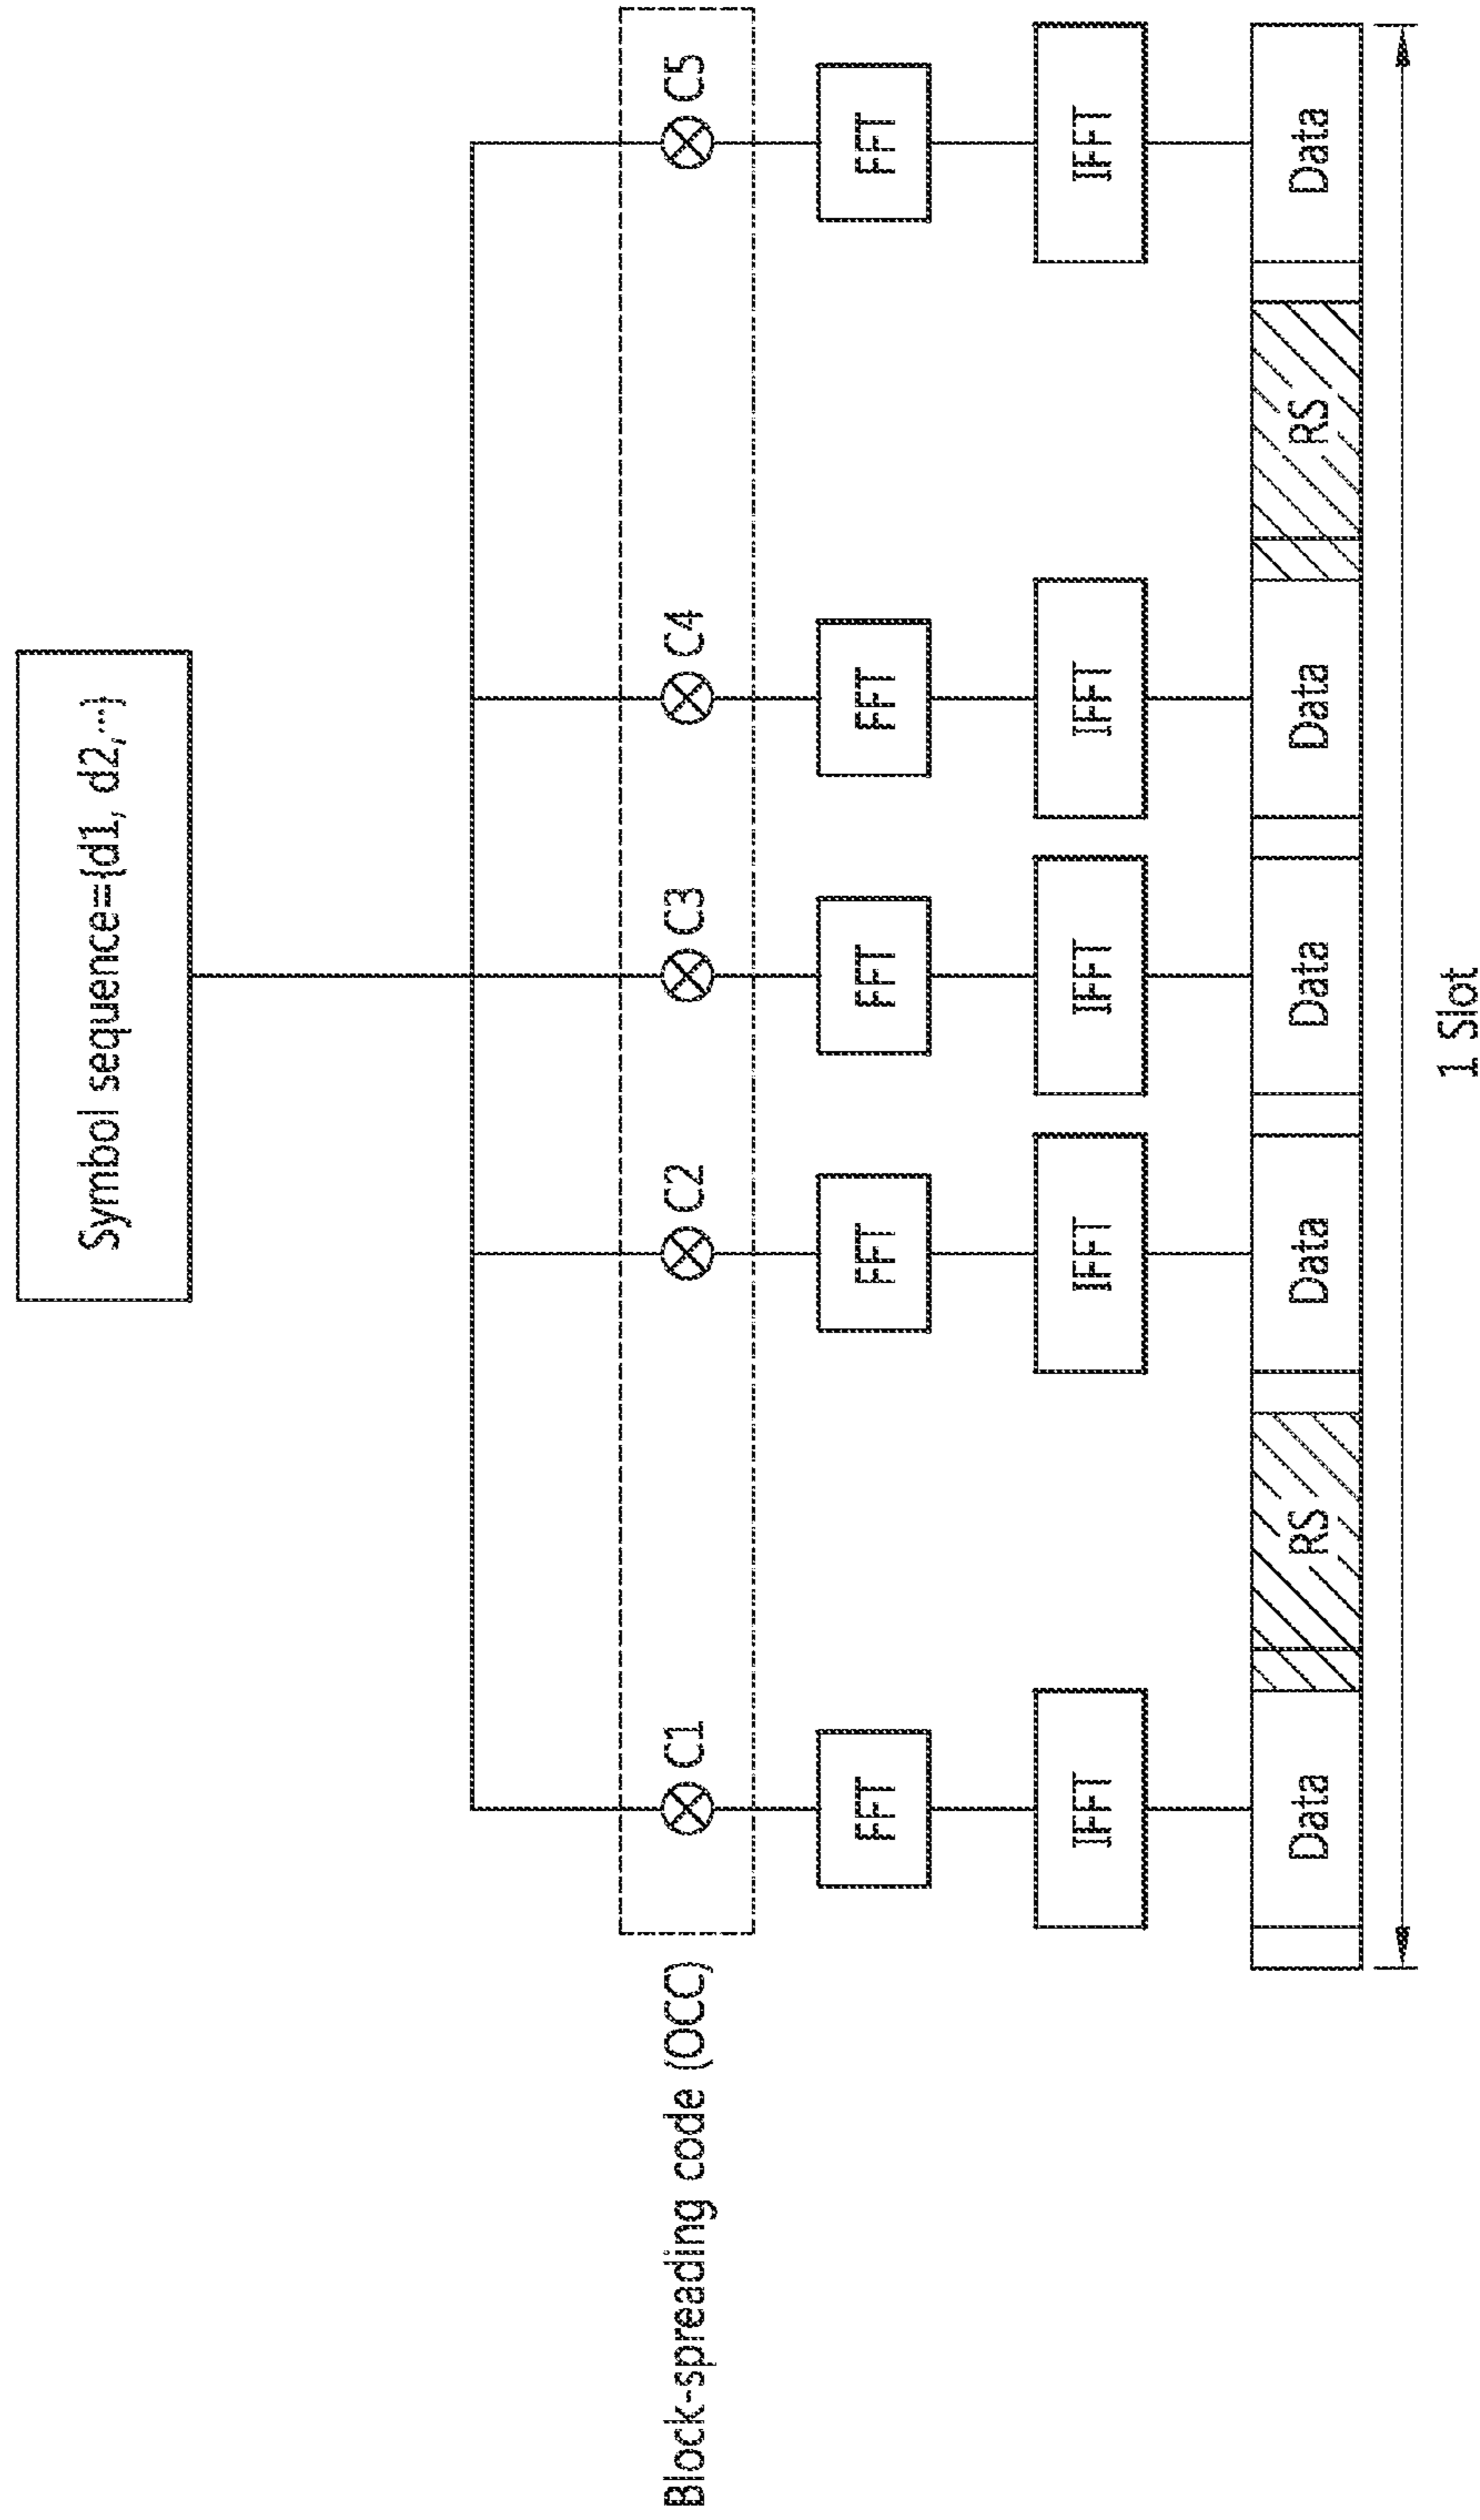 Symbol sequence={d1, d2,⋯}
Block-spreading code (OCC)
C1
C2
C3
C4
C5
FFT
FFT
FFT
FFT
FFT
IFFT
IFFT
IFFT
IFFT
IFFT
Data
RS
Data
Data
Data
RS
Data
1 Slot